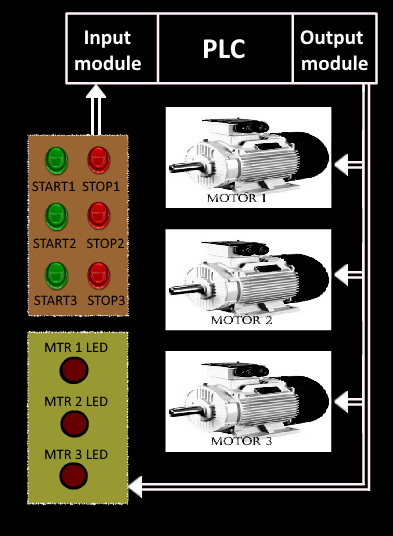 Input
module
PLC
Output
module
START1 STOP1
START2 STOP2
START3 STOP3
MTR 1 LED
MTR 2 LED
MTR 3 LED
MOTOR 1
MOTOR 2
MOTOR 3